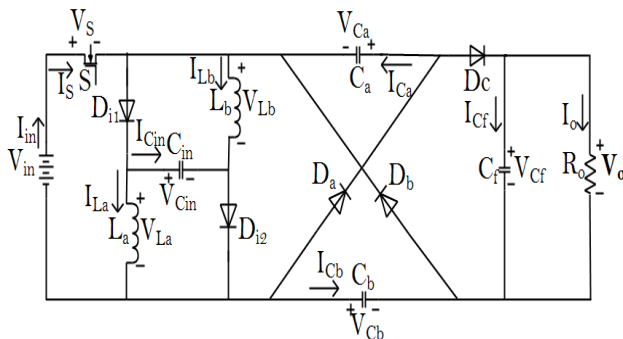 V_S
+ -
S
I_S
I_in
V_in
D_i1
I_Lb
L_b
+
V_Lb
-
I_Cin
C_in
+ -
V_Cin
I_La
L_a
+
V_La
-
D_i2
V_Ca
- +
C_a
I_Ca
Dc
D_a
D_b
I_Cb
C_b
+ -
V_Cb
I_Cf
C_f
+
V_Cf
-
I_o
R_o
+
V_o
-